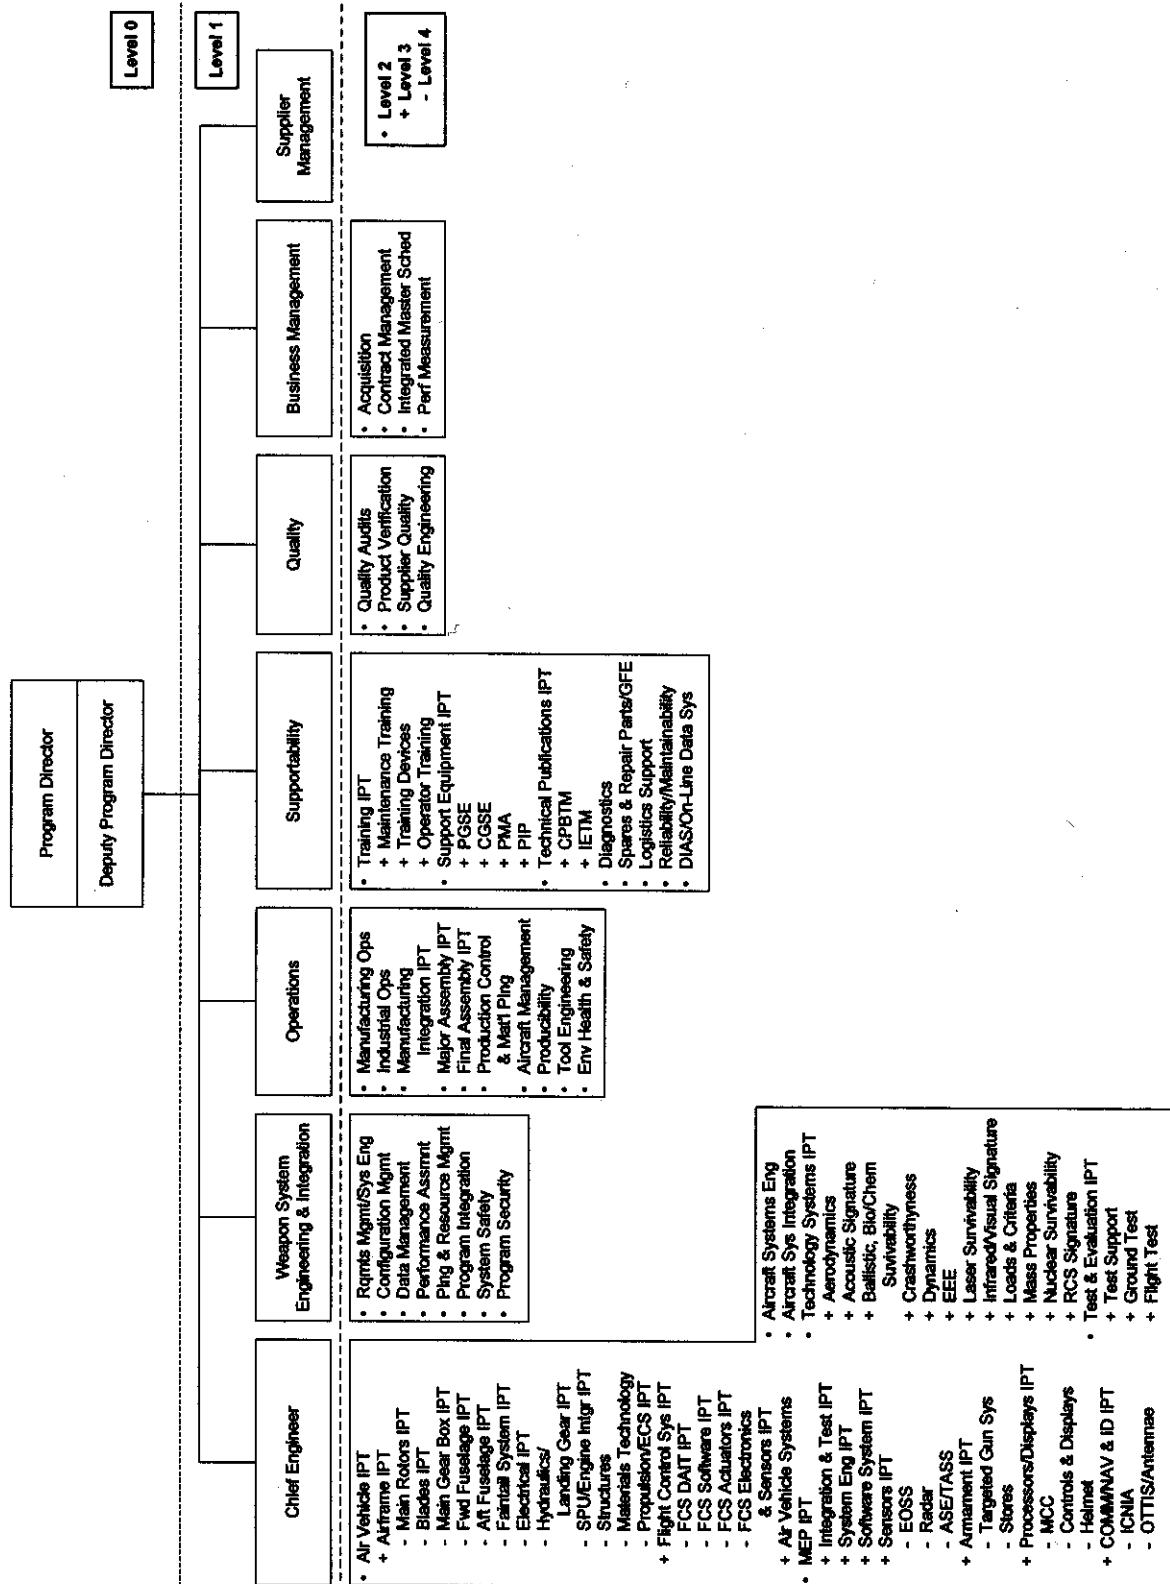 Program Director
Deputy Program Director
Level 0
Level 1
Chief Engineer
Weapon System
Engineering & Integration
Operations
Supportability
Quality
Business Management
Supplier
Management
• Air Vehicle IPT
+ Airframe IPT
- Main Rotors IPT
- Blades IPT
- Main Gear Box IPT
- Fwd Fuselage IPT
- Aft Fuselage IPT
- Faintail System IPT
- Electrical IPT
- Hydraulics/
Landing Gear IPT
- SPU/Engine Intgr IPT
- Structures
- Materials Technology
- Propulsion/ECS IPT
+ Flight Control Sys IPT
- FCS DAIT IPT
- FCS Software IPT
- FCS Actuators IPT
- FCS Electronics
& Sensors IPT
+ Air Vehicle Systems
• MEP IPT
+ Integration & Test IPT
+ System Eng IPT
+ Software System IPT
+ Sensors IPT
- EOSS
- Radar
- ASE/TASS
+ Armament IPT
- Targeted Gun Sys
- Stores
+ Processors/Displays IPT
- MCC
- Controls & Displays
- Helmet
+ COMM/NAV & ID IPT
- ICNIA
- OTTIS/Antennae
• Aircraft Systems Eng
• Aircraft Sys Integration
• Technology Systems IPT
+ Aerodynamics
+ Acoustic Signature
+ Ballistic, Bio/Chem
Suvivability
+ Crashworthyness
+ Dynamics
+ EEE
+ Laser Survivability
+ Infrared/Visual Signature
+ Loads & Criteria
+ Mass Properties
+ Nuclear Survivability
+ RCS Signature
• Test & Evaluation IPT
+ Test Support
+ Ground Test
+ Flight Test
• Rqmts Mgmt/Sys Eng
• Configuration Mgmt
• Data Management
• Performance Assmnt
• Plng & Resource Mgmt
• Program Integration
• System Safety
• Program Security
• Manufacturing Ops
• Industrial Ops
• Manufacturing
Integration IPT
• Major Assembly IPT
• Final Assembly IPT
• Production Control
& Mat'l Plng
• Aircraft Management
• Producibility
• Tool Engineering
• Env Health & Safety
• Training IPT
+ Maintenance Training
+ Training Devices
+ Operator Training
• Support Equipment IPT
+ PGSE
+ CGSE
+ PMA
+ PIP
• Technical Publications IPT
+ CPBTM
+ IETM
• Diagnostics
• Spares & Repair Parts/GFE
• Logistics Support
• Reliability/Maintainability
• DIAS/On-Line Data Sys
• Quality Audits
• Product Verification
• Supplier Quality
• Quality Engineering
• Acquisition
• Contract Management
• Integrated Master Sched
• Perf Measurement
• Level 2
+ Level 3
- Level 4